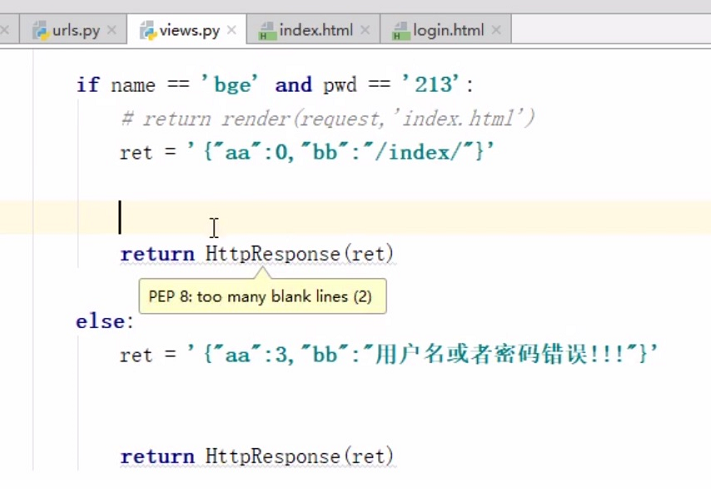 urls.py views.py index.html login.html
if name == 'bge' and pwd == '213':
# return render(request,'index.html')
ret = '{"aa":0,"bb":"/index/"}'
return HttpResponse(ret)
PEP 8: too many blank lines (2)
else:
ret = '{"aa":3,"bb":"用户名或者密码错误!!!"}'
return HttpResponse(ret)